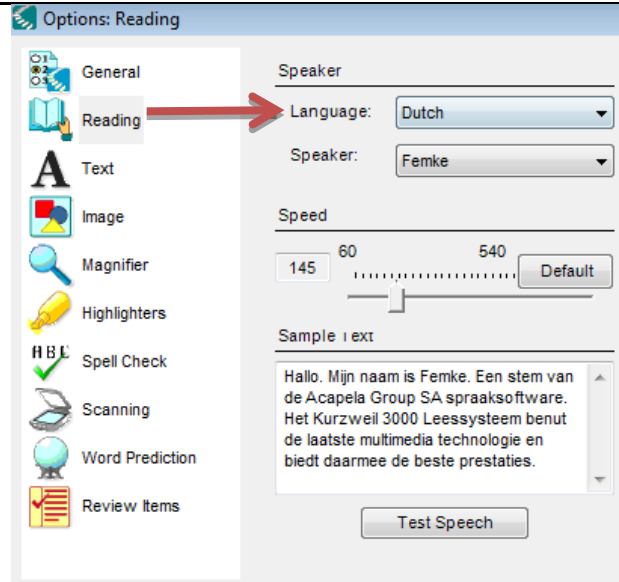 Options: Reading
General
Reading
Text
Image
Magnifier
Highlighters
Spell Check
Scanning
Word Prediction
Review Items
Speaker
Language: Dutch
Speaker: Femke
Speed
145 60 540 Default
Sample Text
Hallo. Mijn naam is Femke. Een stem van
de Acapela Group SA spraaksoftware.
Het Kurzweil 3000 Leessysteem benut
de laatste multimedia technologie en
biedt daarmee de beste prestaties.
Test Speech